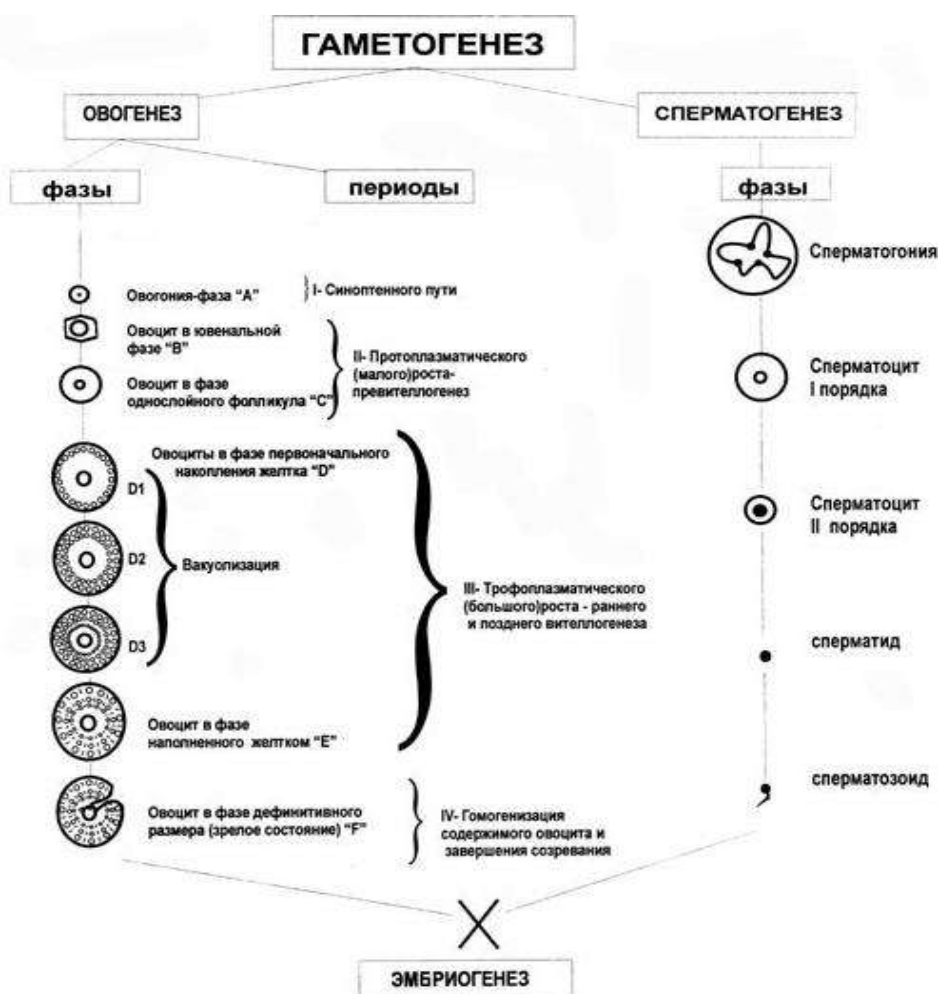 ГАМЕТОГЕНЕЗ
ОВОГЕНЕЗ
СПЕРМАТОГЕНЕЗ
фазы
периоды
фазы
Овогония-фаза “А”
I- Синоптенного пути
Овоцит в ювенальной
фазе “В”
Овоцит в фазе
однослойного фолликула “С”
II- Протоплазматического
(малого)роста-
превителлогенез
Овоциты в фазе первоначального
накопления желтка “D”
D1
D2
D3
Вакуолизация
III- Трофоплазматического
(большого)роста - раннего
и позднего вителлогенеза
Овоцит в фазе
наполненного желтком “Е”
Овоцит в фазе дефинитивного
размера (зрелое состояние) “F”
IV- Гомогенизация
содержимого овоцита и
завершения созревания
Сперматогония
Сперматоцит
I порядка
Сперматоцит
II порядка
сперматид
сперматозоид
ЭМБРИОГЕНЕЗ